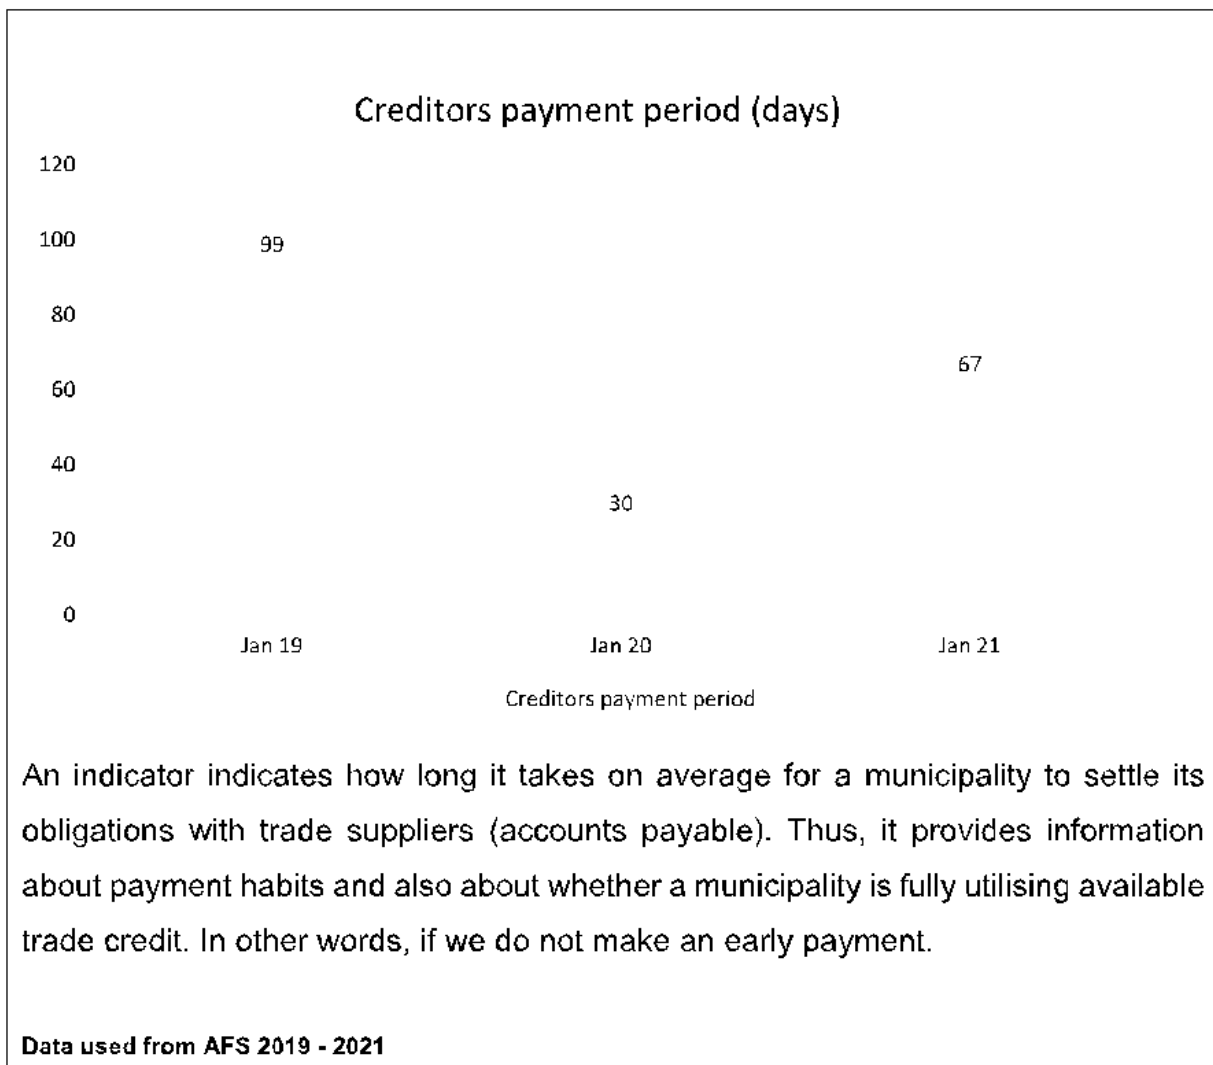 Creditors payment period (days)
120
100
99
80
67
60
40
30
20
0
Jan 19 Jan 20 Jan 21
Creditors payment period
An indicator indicates how long it takes on average for a municipality to settle its
obligations with trade suppliers (accounts payable). Thus, it provides information
about payment habits and also about whether a municipality is fully utilising available
trade credit. In other words, if we do not make an early payment.
Data used from AFS 2019 - 2021